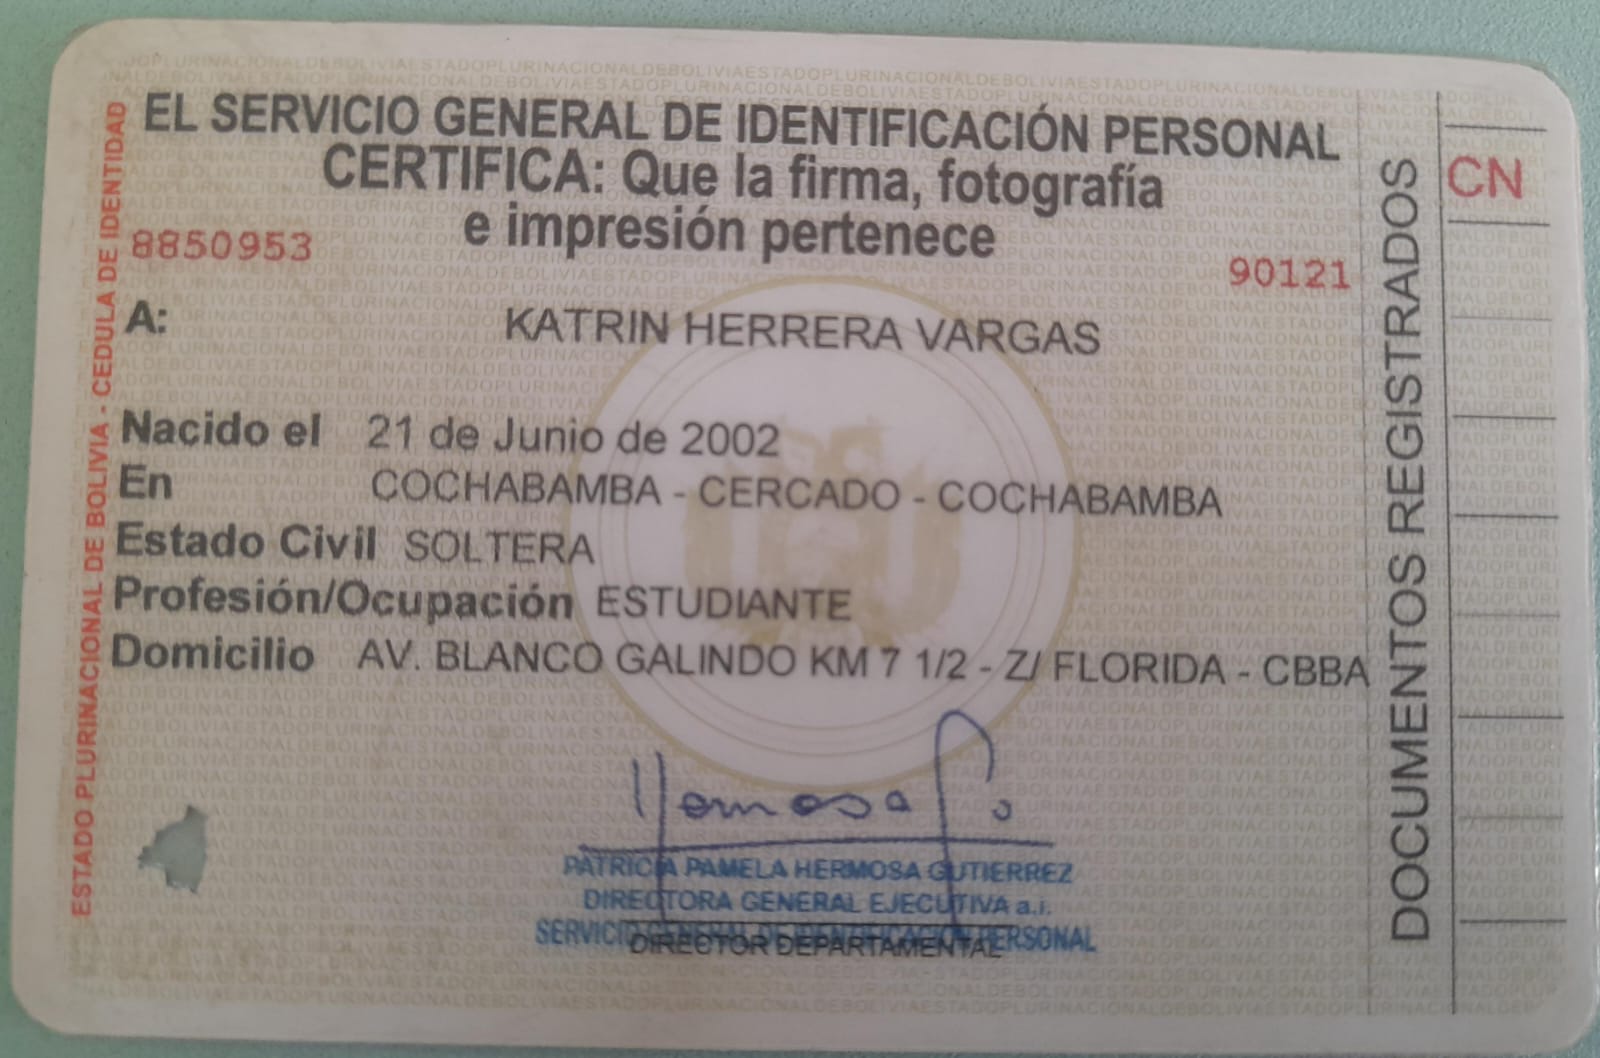 EL SERVICIO GENERAL DE IDENTIFICACIÓN PERSONAL
CERTIFICA: Que la firma, fotografía
e impresión pertenece
8850953
90121
A: KATRIN HERRERA VARGAS
Nacido el 21 de Junio de 2002
En COCHABAMBA - CERCADO - COCHABAMBA
Estado Civil SOLTERA
Profesión/Ocupación ESTUDIANTE
Domicilio AV. BLANCO GALINDO KM 7 1/2 - Z/ FLORIDA - CBBA
PATRICIA PAMELA HERMOSA GUTIERREZ
DIRECTORA GENERAL EJECUTIVA a.i.
SERVICIO GENERAL DE IDENTIFICACIÓN PERSONAL
DIRECTOR DEPARTAMENTAL
ESTADO PLURINACIONAL DE BOLIVIA - CEDULA DE IDENTIDAD
DOCUMENTOS REGISTRADOS
CN